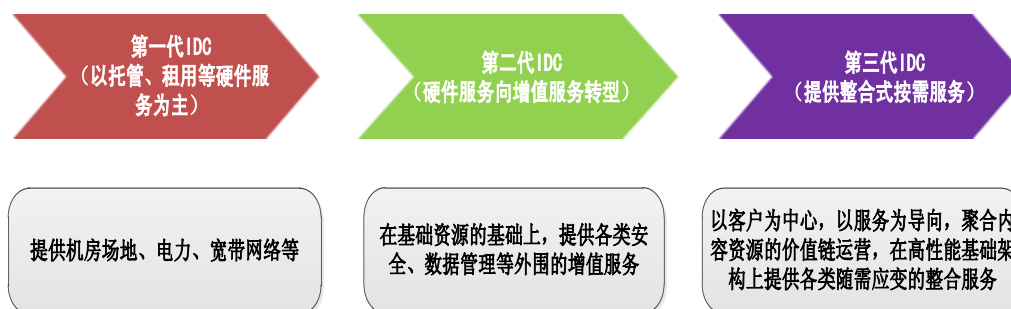 第一代IDC
（以托管、租用等硬件服
务为主）
第二代IDC
（硬件服务向增值服务转型）
第三代IDC
（提供整合式按需服务）
提供机房场地、电力、宽带网络等
在基础资源的基础上，提供各类安
全、数据管理等外围的增值服务
以客户为中心，以服务为导向，聚合内
容资源的价值链运营，在高性能基础架
构上提供各类随需应变的整合服务